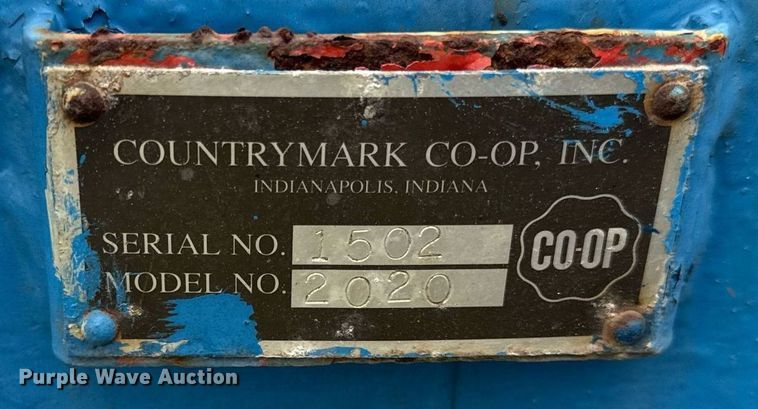 COUNTRYMARK CO-OP, INC.
INDIANAPOLIS, INDIANA
SERIAL NO. 1502
MODEL NO. 2020
CO-OP
Purple Wave Auction